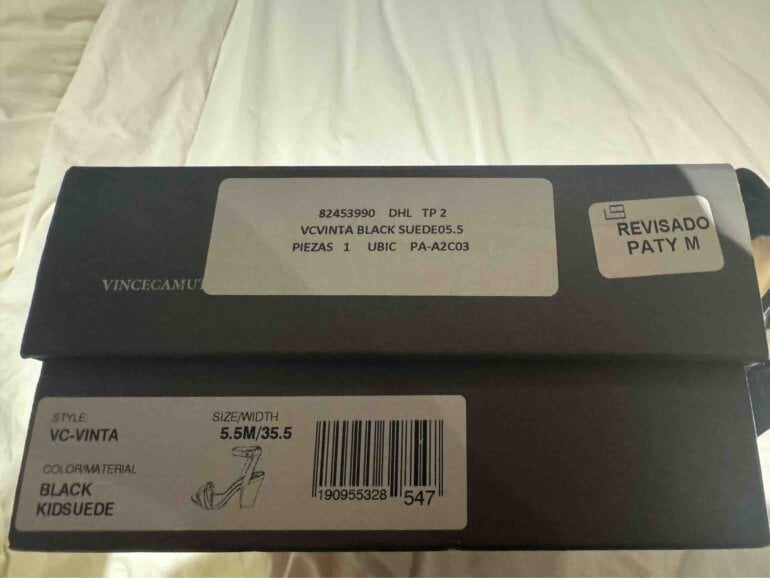 82453990 DHL TP 2
VCVINTA BLACK SUEDE05.5
PIEZAS 1 UBIC PA-A2C03
REVISADO
PATY M
VINCECAMUT
STYLE
VC-VINTA
SIZE/WIDTH
5.5M/35.5
COLOR/MATERIAL
BLACK
KIDSUEDE
190955328 547